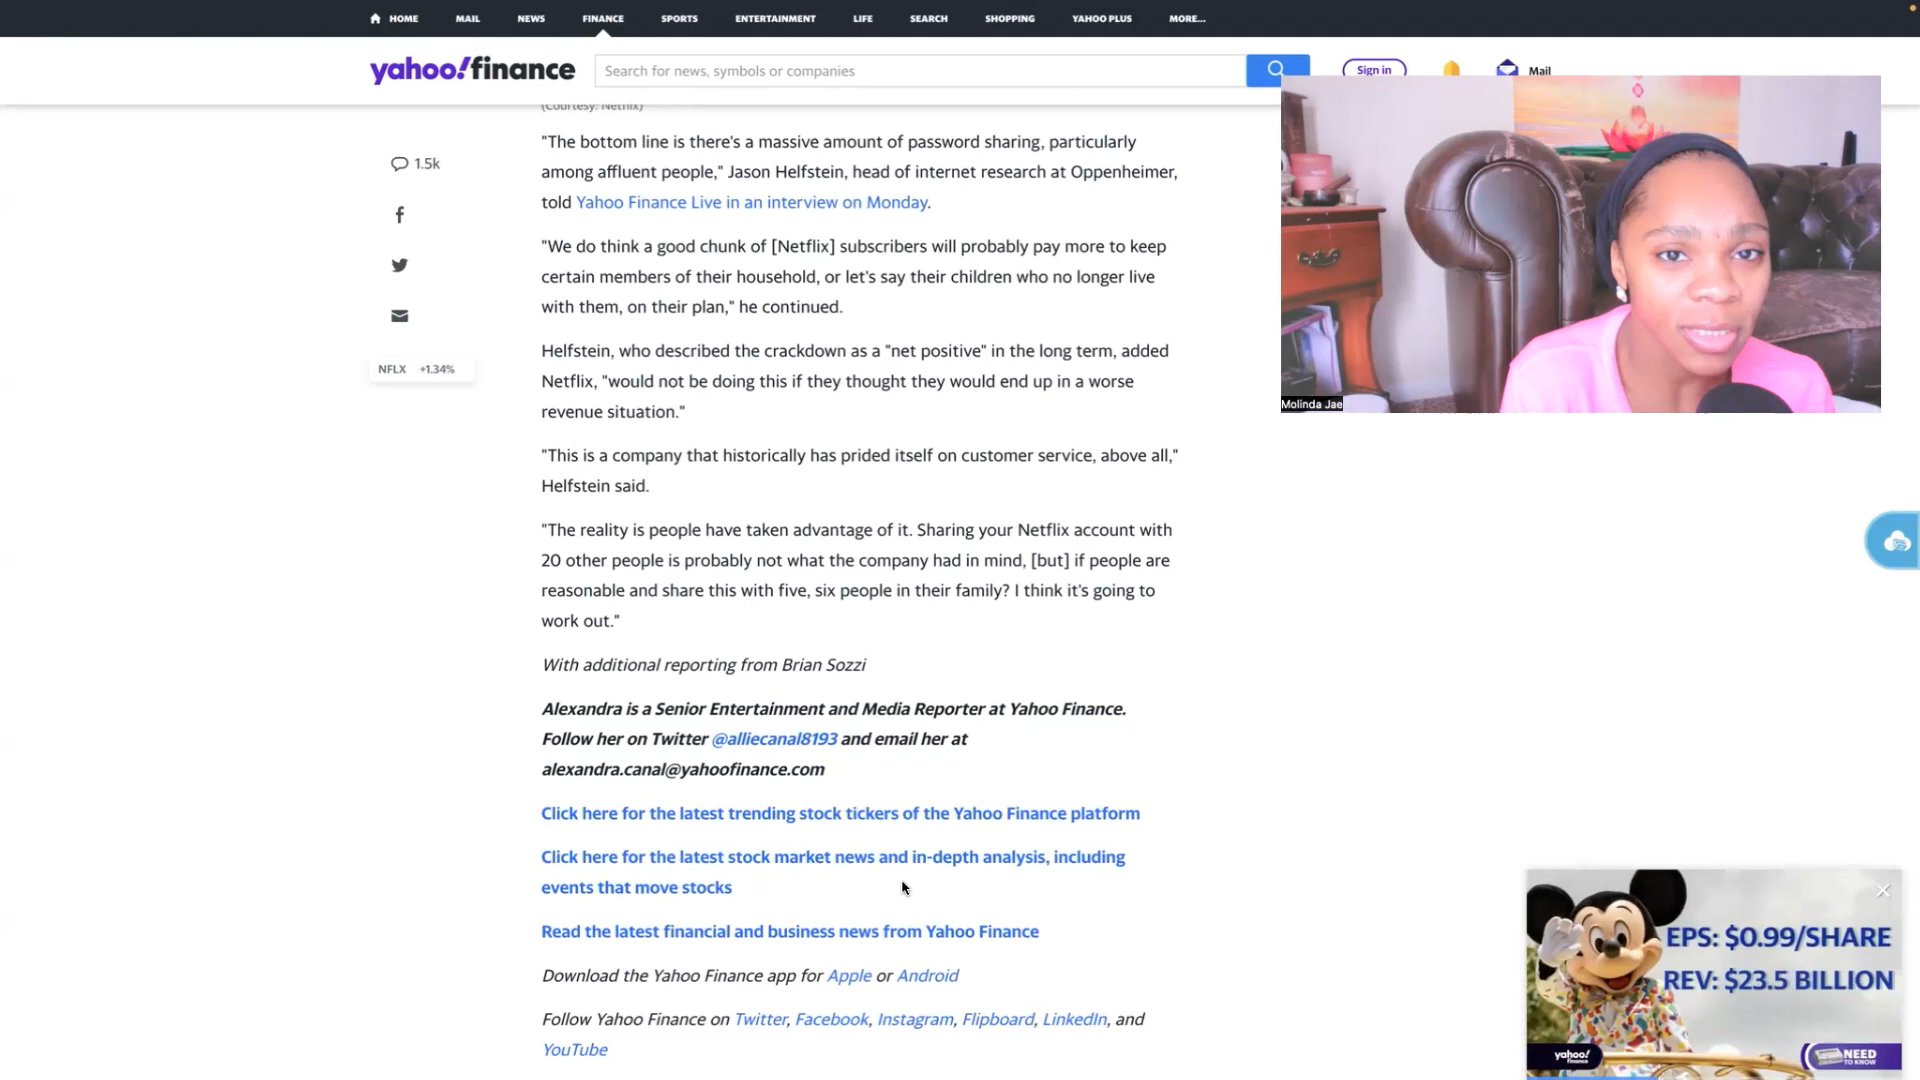 HOME MAIL NEWS FINANCE SPORTS ENTERTAINMENT LIFE SEARCH SHOPPING YAHOO PLUS MORE...
yahoo!finance
Search for news, symbols or companies
Sign in
Mail
(Courtesy: Netflix)
"The bottom line is there's a massive amount of password sharing, particularly
among affluent people," Jason Helfstein, head of internet research at Oppenheimer,
told Yahoo Finance Live in an interview on Monday.
1.5k
"We do think a good chunk of [Netflix] subscribers will probably pay more to keep
certain members of their household, or let's say their children who no longer live
with them, on their plan," he continued.
NFLX +1.34%
Helfstein, who described the crackdown as a "net positive" in the long term, added
Netflix, "would not be doing this if they thought they would end up in a worse
revenue situation."
Molinda Jae
"This is a company that historically has prided itself on customer service, above all,"
Helfstein said.
"The reality is people have taken advantage of it. Sharing your Netflix account with
20 other people is probably not what the company had in mind, [but] if people are
reasonable and share this with five, six people in their family? I think it's going to
work out."
With additional reporting from Brian Sozzi
Alexandra is a Senior Entertainment and Media Reporter at Yahoo Finance.
Follow her on Twitter @alliecanal8193 and email her at
alexandra.canal@yahoofinance.com
Click here for the latest trending stock tickers of the Yahoo Finance platform
Click here for the latest stock market news and in-depth analysis, including
events that move stocks
Read the latest financial and business news from Yahoo Finance
Download the Yahoo Finance app for Apple or Android
Follow Yahoo Finance on Twitter, Facebook, Instagram, Flipboard, LinkedIn, and
YouTube
EPS: $0.99/SHARE
REV: $23.5 BILLION
yahoo!
finance
NEED
TO KNOW